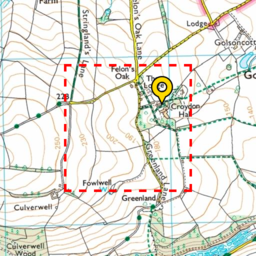 Farm
Stringland's Lane
Felon's Oak Lane
Lodge
Golsoncott
Felon's
Oak
228
Croydon
Hall
Greenland Lane
Fowlwell
Greenland
Culverwell
Culverwell
Wood